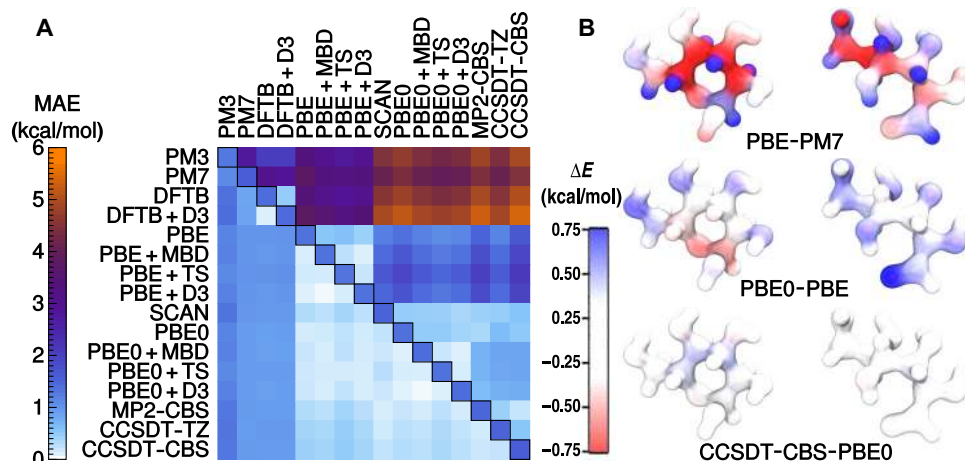 A
B
MAE
(kcal/mol)
6
5
4
3
2
1
0
PM3
PM7
DFTB
DFTB + D3
PBE
PBE + MBD
PBE + TS
PBE + D3
SCAN
PBE0
PBE0 + MBD
PBE0 + TS
PBE0 + D3
MP2-CBS
CCSDT-TZ
CCSDT-CBS
PM3
PM7
DFTB
DFTB + D3
PBE
PBE + MBD
PBE + TS
PBE + D3
SCAN
PBE0
PBE0 + MBD
PBE0 + TS
PBE0 + D3
MP2-CBS
CCSDT-TZ
CCSDT-CBS
ΔE
(kcal/mol)
0.75
0.50
0.25
−0.25
−0.50
−0.75
PBE-PM7
PBE0-PBE
CCSDT-CBS-PBE0